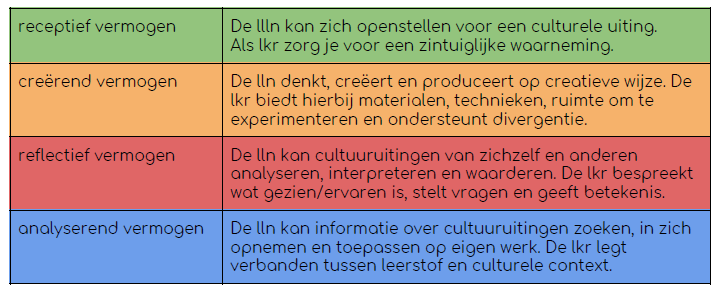 receptief vermogen
De llln kan zich openstellen voor een culturele uiting.
Als lkr zorg je voor een zintuiglijke waarneming.
creërend vermogen
De lln denkt, creëert en produceert op creatieve wijze. De
lkr biedt hierbij materialen, technieken, ruimte om te
experimenteren en ondersteunt divergentie.
reflectief vermogen
De lln kan cultuuruitingen van zichzelf en anderen
analyseren, interpreteren en waarderen. De lkr bespreekt
wat gezien/ervaren is, stelt vragen en geeft betekenis.
analyserend vermogen
De lln kan informatie over cultuuruitingen zoeken, in zich
opnemen en toepassen op eigen werk. De lkr legt
verbanden tussen leerstof en culturele context.